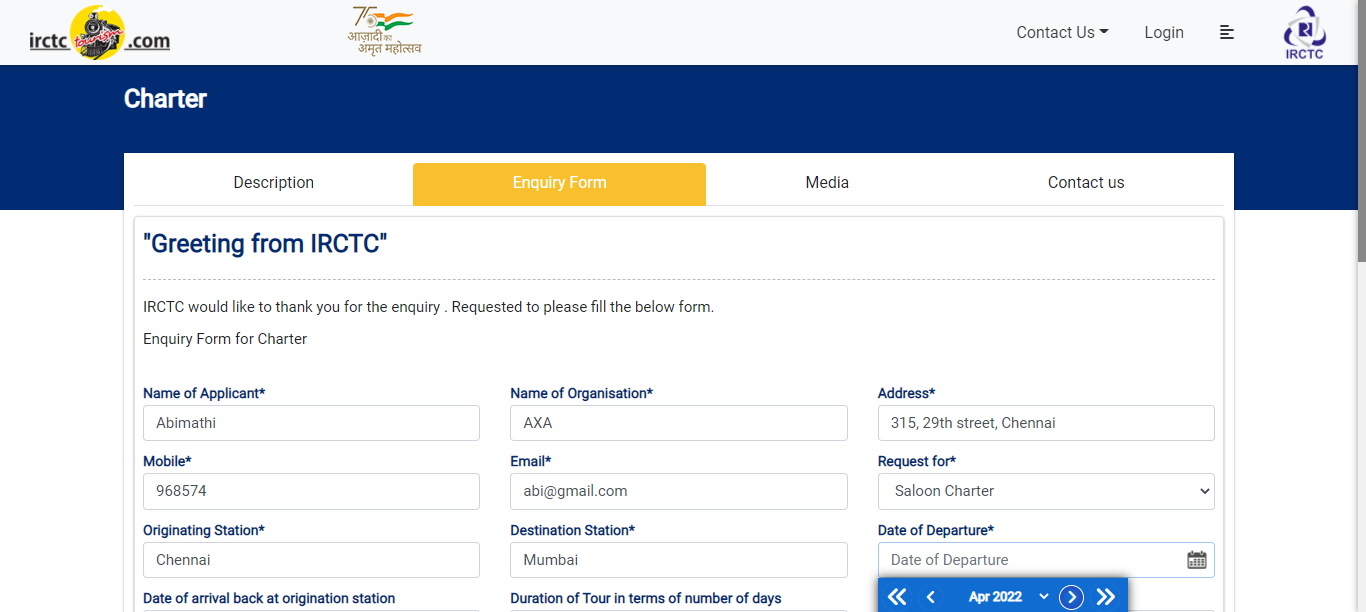 irctc tourism .com
75
आज़ादी का
अमृत महोत्सव
Contact Us
Login
IRCTC
Charter
Description
Enquiry Form
Media
Contact us
"Greeting from IRCTC"
IRCTC would like to thank you for the enquiry . Requested to please fill the below form.
Enquiry Form for Charter
Name of Applicant*
Name of Organisation*
Address*
Abimathi
AXA
315, 29th street, Chennai
Mobile*
Email*
Request for*
968574
abi@gmail.com
Saloon Charter
Originating Station*
Destination Station*
Date of Departure*
Chennai
Mumbai
Date of Departure
Date of arrival back at origination station
Duration of Tour in terms of number of days
Apr 2022